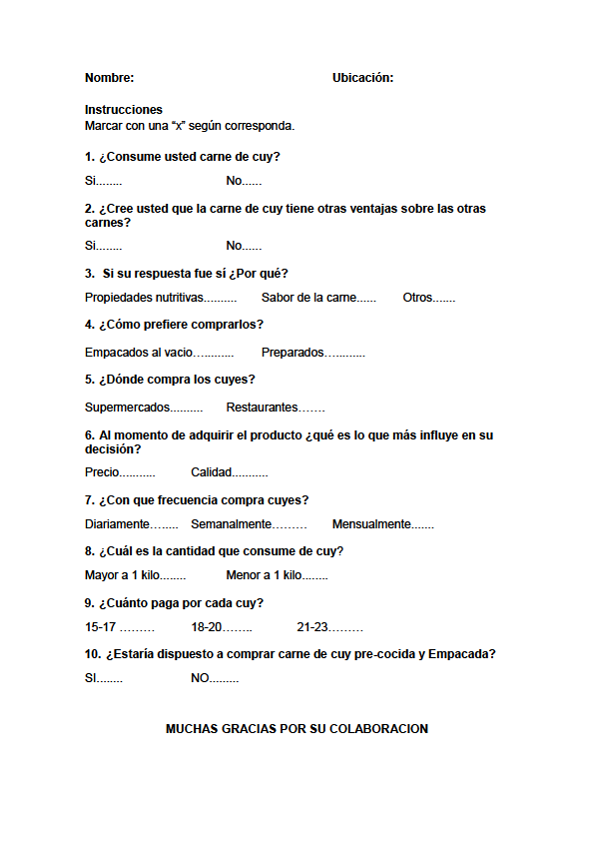 Nombre: Ubicación:
Instrucciones
Marcar con una “x” según corresponda.
1. ¿Consume usted carne de cuy?
Si........ No......
2. ¿Cree usted que la carne de cuy tiene otras ventajas sobre las otras
carnes?
Si........ No......
3. Si su respuesta fue sí ¿Por qué?
Propiedades nutritivas.......... Sabor de la carne...... Otros.......
4. ¿Cómo prefiere comprarlos?
Empacados al vacio…......... Preparados….........
5. ¿Dónde compra los cuyes?
Supermercados.......... Restaurantes…….
6. Al momento de adquirir el producto ¿qué es lo que más influye en su
decisión?
Precio........... Calidad...........
7. ¿Con que frecuencia compra cuyes?
Diariamente…..... Semanalmente……… Mensualmente.......
8. ¿Cuál es la cantidad que consume de cuy?
Mayor a 1 kilo........ Menor a 1 kilo........
9. ¿Cuánto paga por cada cuy?
15-17 ……… 18-20…….. 21-23………
10. ¿Estaría dispuesto a comprar carne de cuy pre-cocida y Empacada?
SI........ NO.........
MUCHAS GRACIAS POR SU COLABORACION